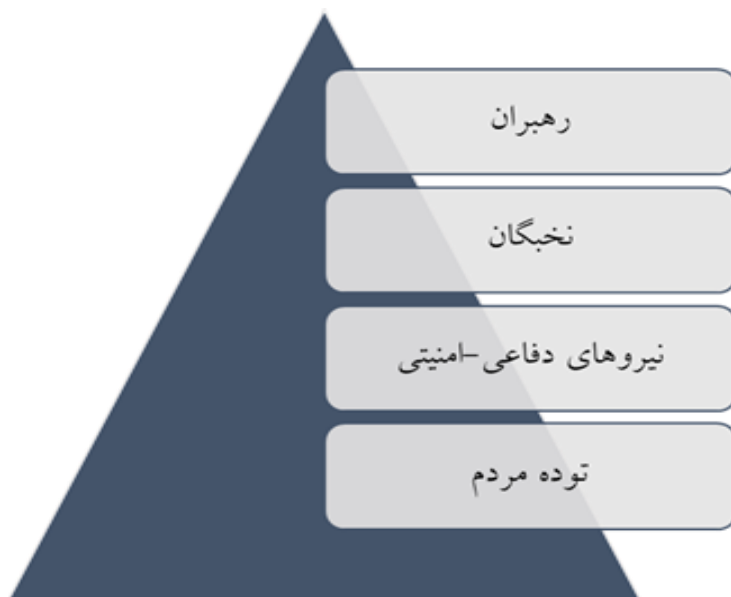 رهبران
نخبگان
نیروهای دفاعی-امنیتی
توده مردم